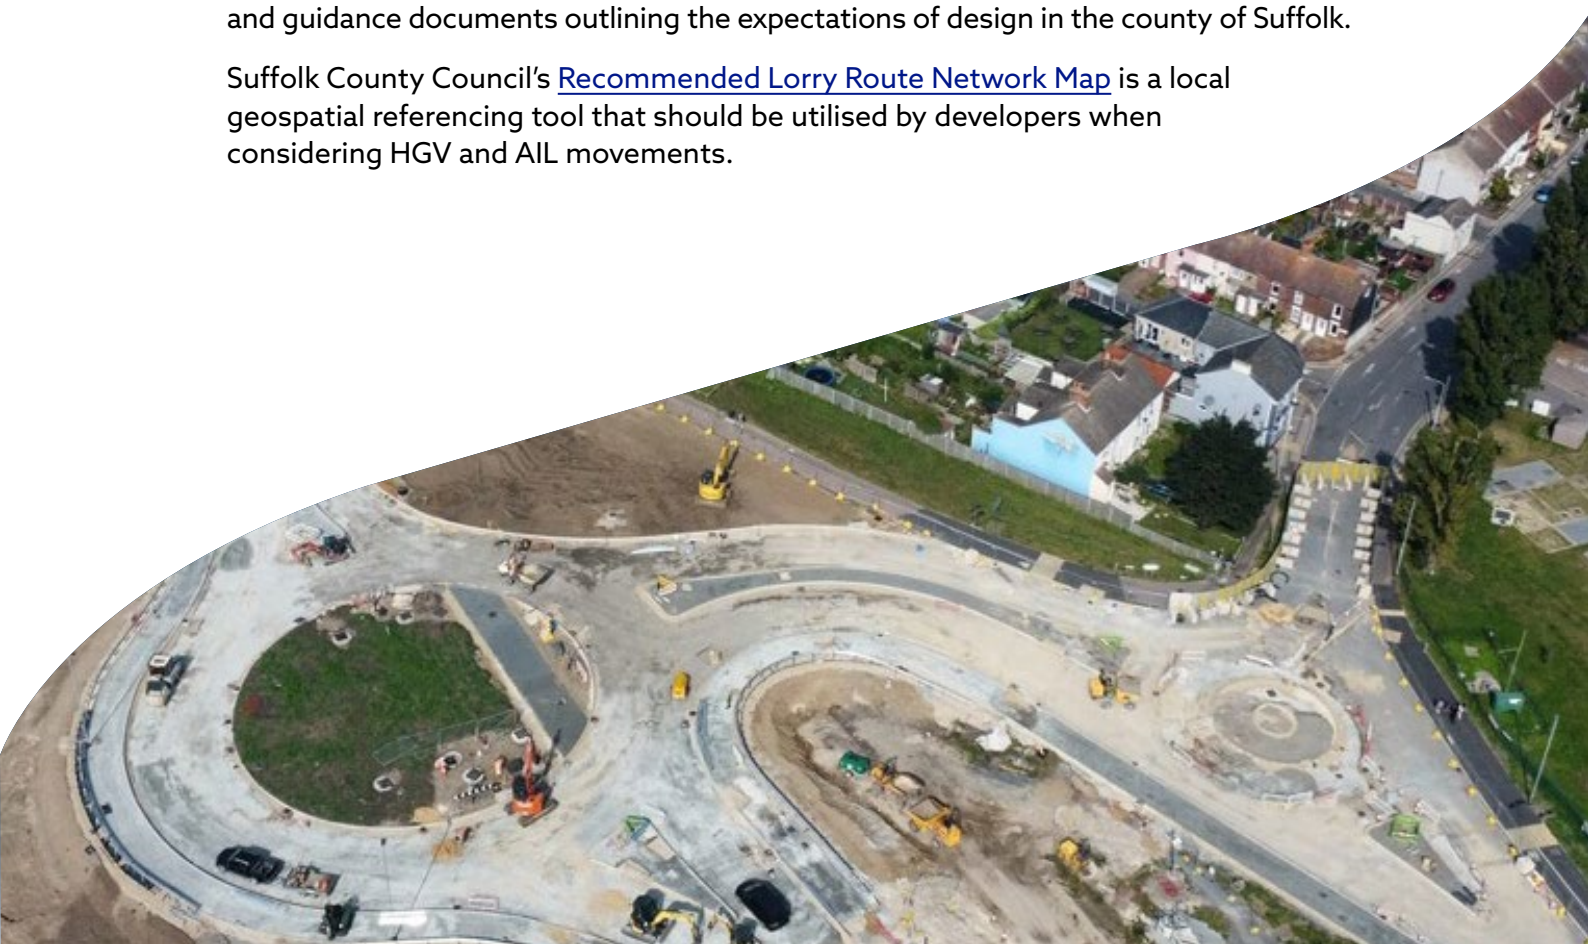 and guidance documents outlining the expectations of design in the county of Suffolk.
Suffolk County Council’s Recommended Lorry Route Network Map is a local
geospatial referencing tool that should be utilised by developers when
considering HGV and AIL movements.